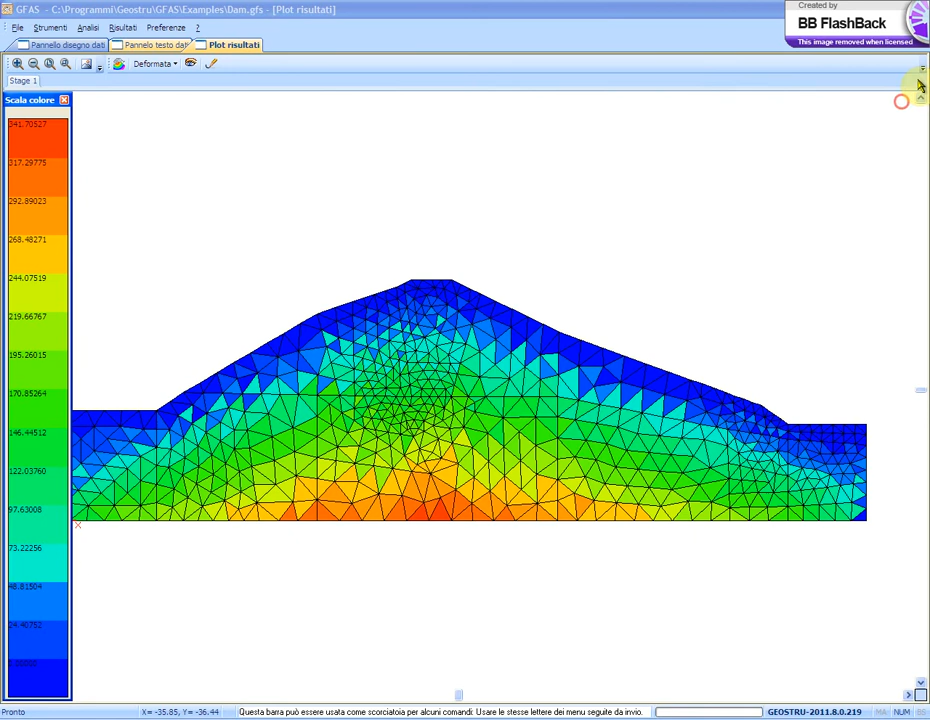 GFAS - C:\Programmi\Geostru\GFAS\Examples\Dam.gfs - [Plot risultati]
Created by
BB FlashBack
This image removed when licensed
File Strumenti Analisi Risultati Preferenze ?
Pannello disegno dati Pannelo testo dat Plot risultati
Deformata
Stage 1
Scala colore
341.70527
317.29775
292.89023
268.48271
244.07519
219.66767
195.26015
170.85264
146.44512
122.03760
97.63008
73.22256
48.81504
24.40752
Pronto
X= -35.85, Y= -36.44
Questa barra può essere usata come scorciatoia per alcuni comandi: Usare le stesse lettere dei menu seguite da invio.
GEOSTRU-2011.8.0.219
MA NUM